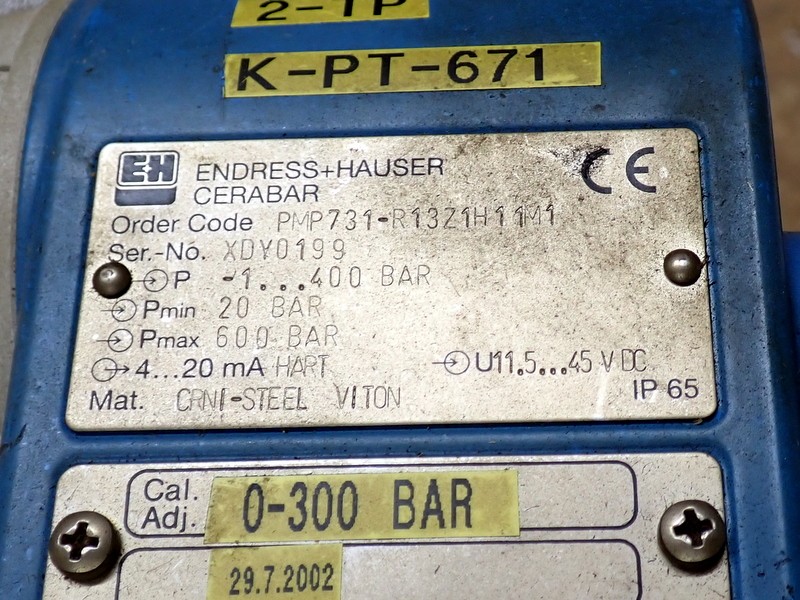 2-TP
K-PT-671
E+H
ENDRESS+HAUSER
CERABAR
CE
Order Code PMP731-R13Z1H11M1
Ser.-No. XDY0199
P -1...400 BAR
Pmin 20 BAR
Pmax 600 BAR
4...20 mA HART U11.5...45 V DC
Mat. CRNI-STEEL VITON IP 65
Cal. Adj. 0-300 BAR
29.7.2002